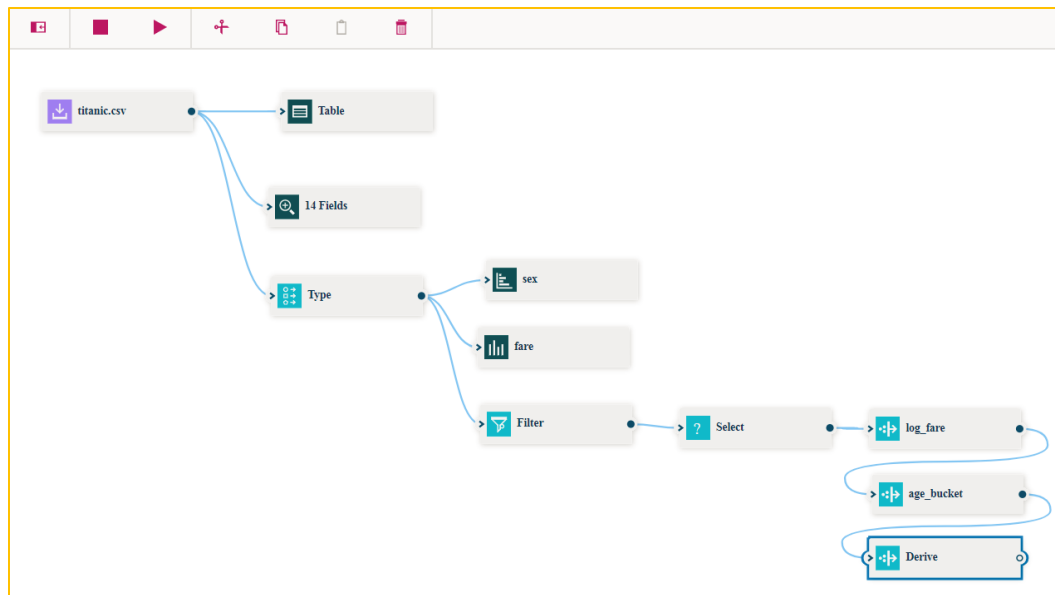 titanic.csv
Table
14 Fields
Type
sex
fare
Filter
? Select
log_fare
age_bucket
Derive